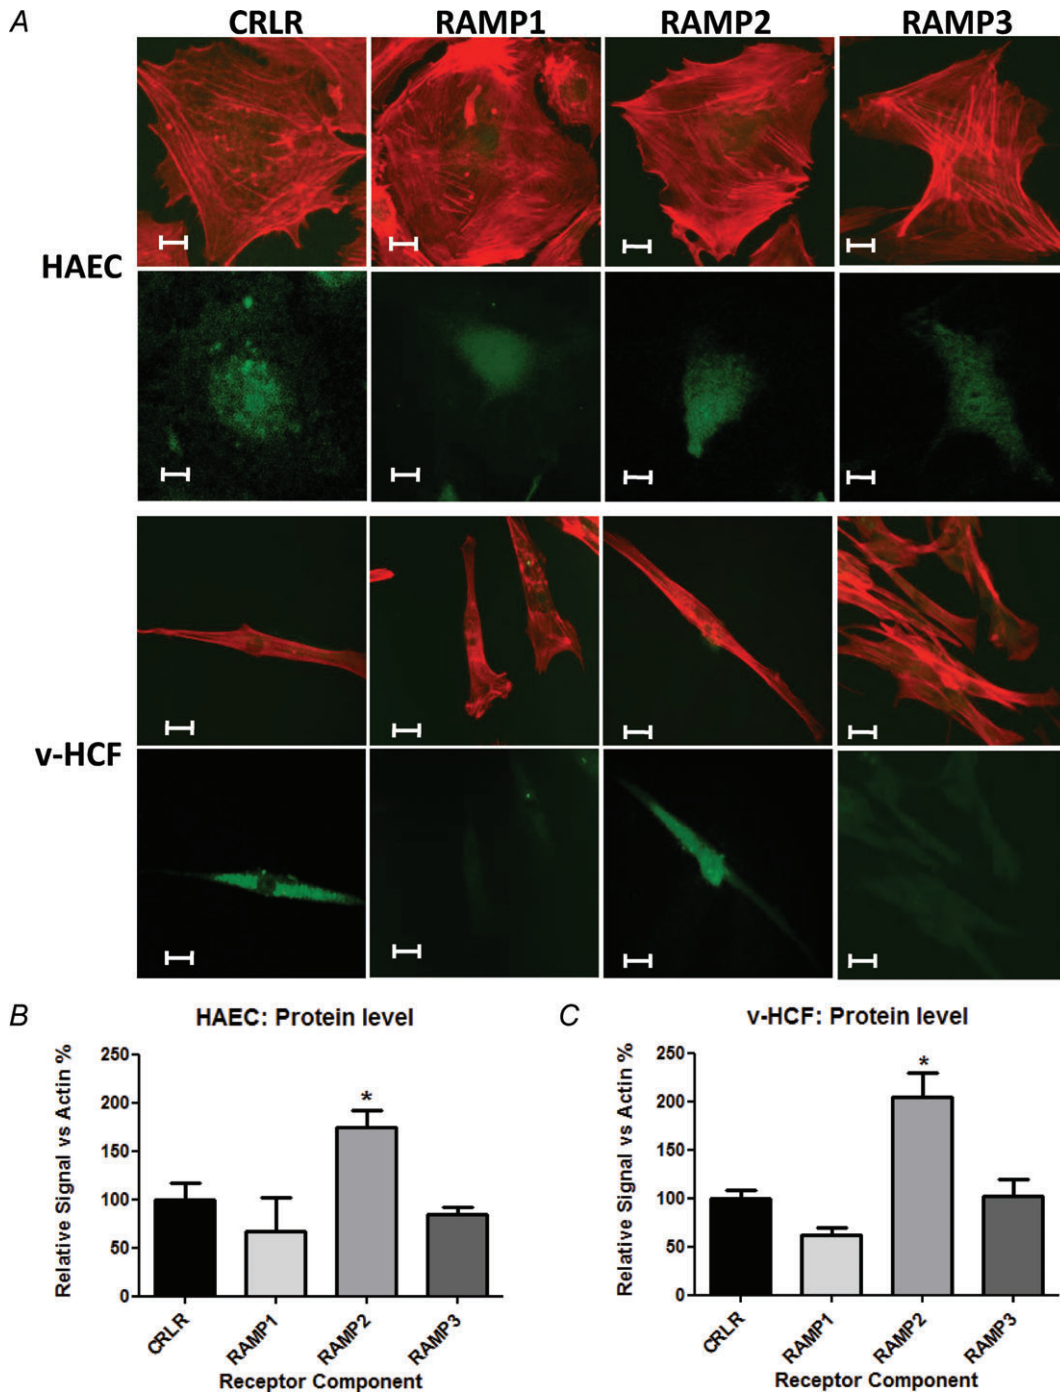 A
CRLR RAMP1 RAMP2 RAMP3
HAEC
v-HCF
B
HAEC: Protein level
Relative Signal vs Actin %
250
200
150
100
50
0
*
CRLR RAMP1 RAMP2 RAMP3
Receptor Component
C
v-HCF: Protein level
Relative Signal vs Actin %
250
200
150
100
50
0
*
CRLR RAMP1 RAMP2 RAMP3
Receptor Component